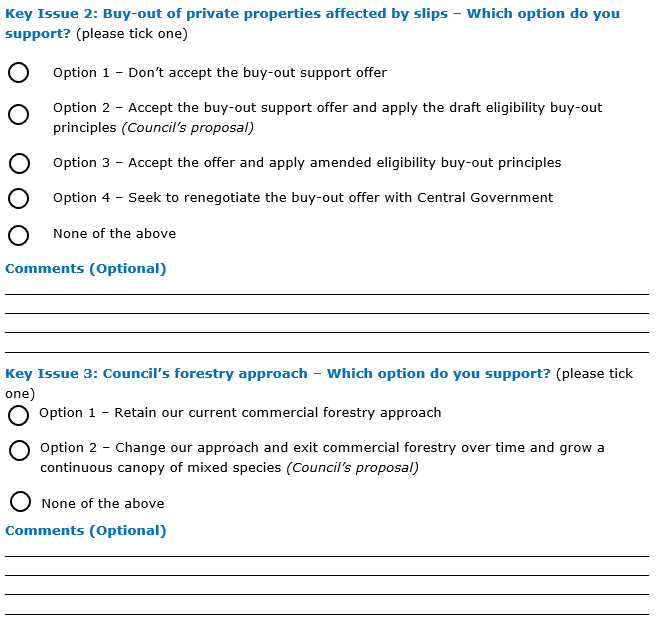 Key Issue 2: Buy-out of private properties affected by slips – Which option do you
support? (please tick one)
Option 1 – Don’t accept the buy-out support offer
Option 2 – Accept the buy-out support offer and apply the draft eligibility buy-out
principles (Council’s proposal)
Option 3 – Accept the offer and apply amended eligibility buy-out principles
Option 4 – Seek to renegotiate the buy-out offer with Central Government
None of the above
Comments (Optional)
Key Issue 3: Council’s forestry approach – Which option do you support? (please tick
one)
Option 1 – Retain our current commercial forestry approach
Option 2 – Change our approach and exit commercial forestry over time and grow a
continuous canopy of mixed species (Council’s proposal)
None of the above
Comments (Optional)